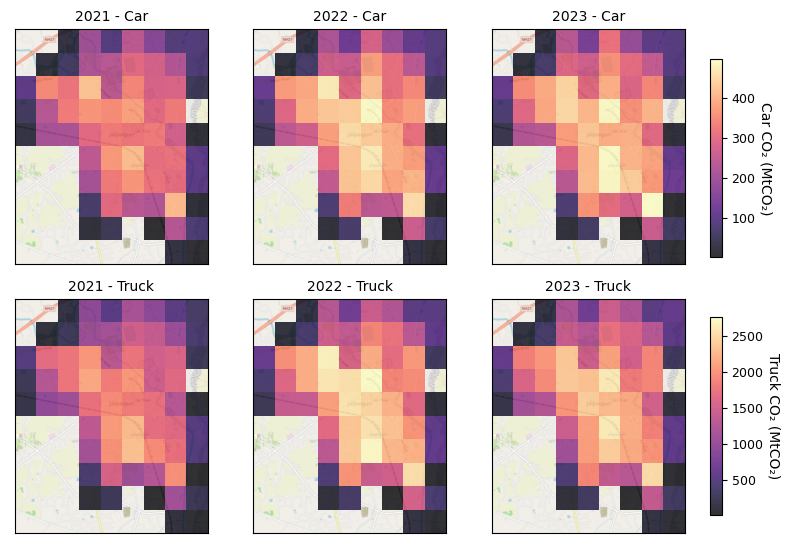 2021 - Car
2022 - Car
2023 - Car
400
300
200
100
Car CO₂ (MtCO₂)
2021 - Truck
2022 - Truck
2023 - Truck
2500
2000
1500
1000
500
Truck CO₂ (MtCO₂)